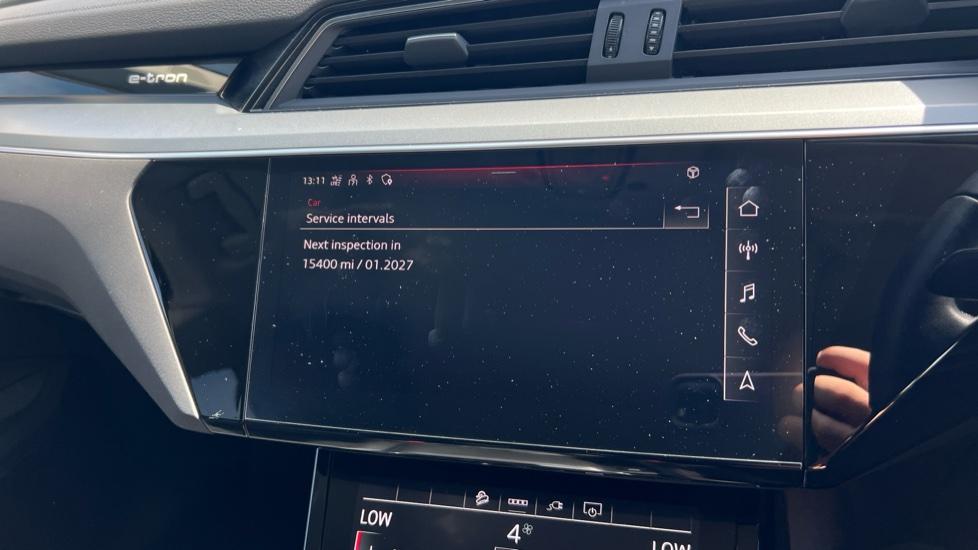 e-tron
13:11
Car
Service intervals
Next inspection in
15400 mi / 01.2027
LOW
4
LOW